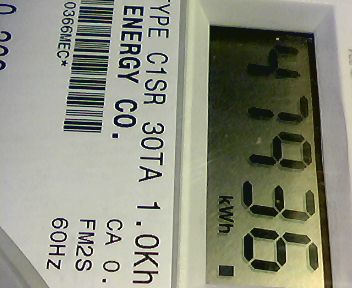 47936
kWh
TYPE C1SR 30TA 1.0Kh
ENERGY CO.
CA 0.
FM2S
60HZ
0366MEC*